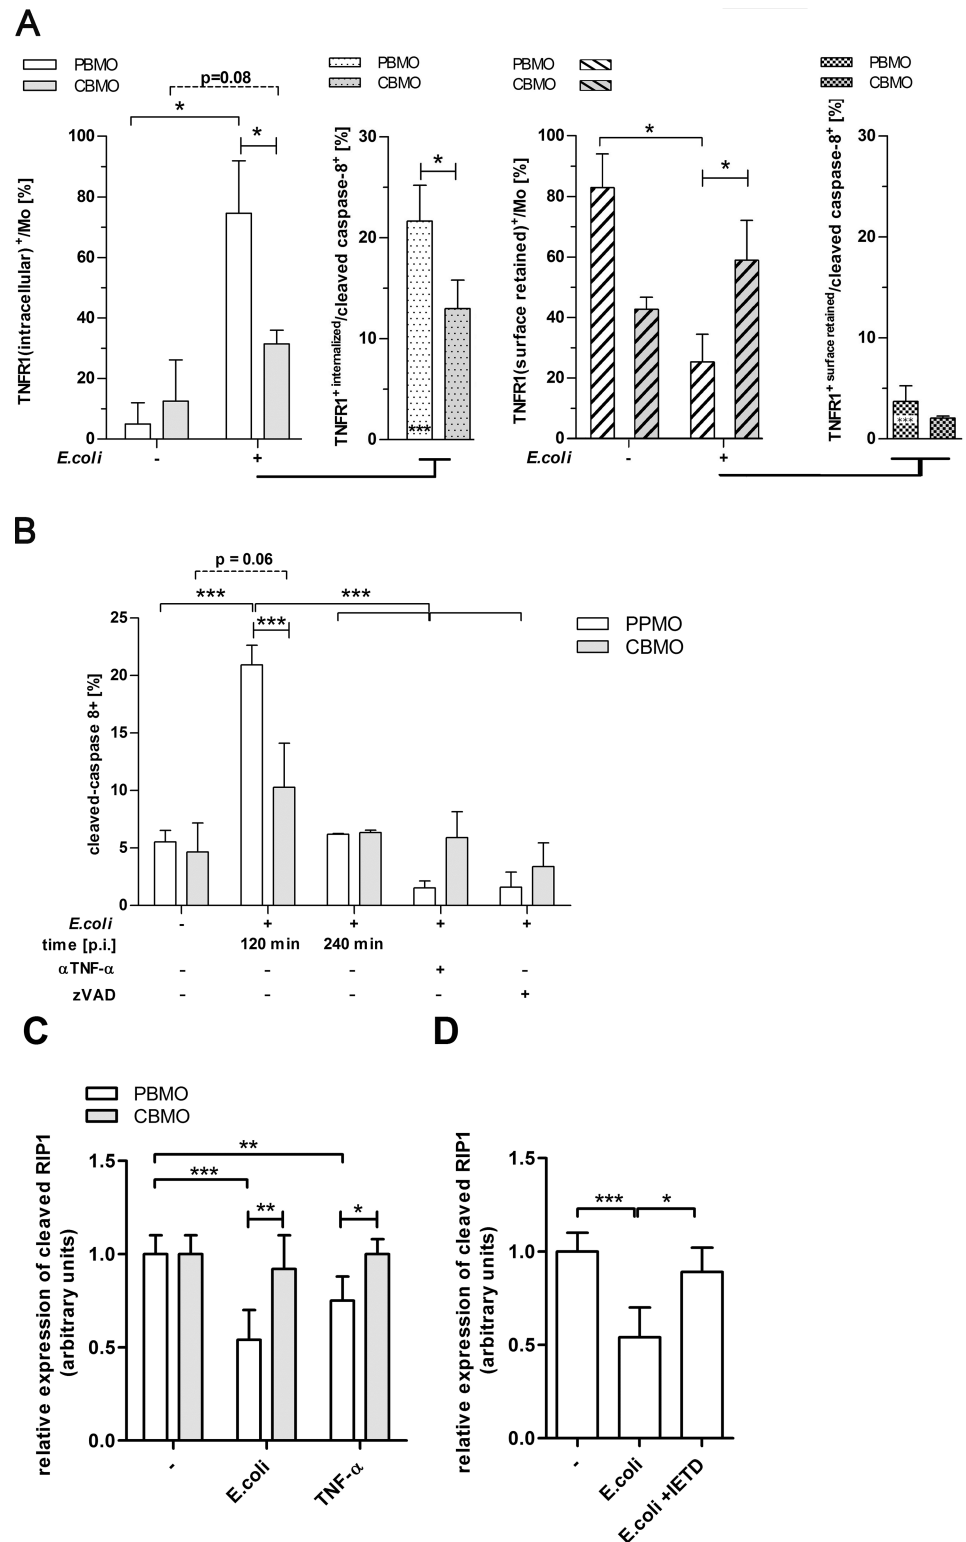 A
PBMO
CBMO
p=0.08
*
*
TNFR1(intracellular)+/Mo [%]
100
80
60
40
20
0
E.coli - +
PBMO
CBMO
*
TNFR1+ internalized/cleaved caspase-8+ [%]
30
20
10
0
***
PBMO
CBMO
*
*
TNFR1(surface retained)+/Mo [%]
100
80
60
40
20
0
E.coli - +
PBMO
CBMO
TNFR1+ surface retained/cleaved caspase-8+ [%]
30
20
10
0
***
B
p = 0.06
*** ***
***
PPMO
CBMO
cleaved-caspase 8+ [%]
25
20
15
10
5
0
E.coli - + + + +
time [p.i.] 120 min 240 min
αTNF-α - - - + -
zVAD - - - - +
C
PBMO
CBMO
**
***
** *
relative expression of cleaved RIP1
(arbitrary units)
1.5
1.0
0.5
0.0
-
E.coli
TNF-α
D
*** *
relative expression of cleaved RIP1
(arbitrary units)
1.5
1.0
0.5
0.0
-
E.coli
E.coli +IETD